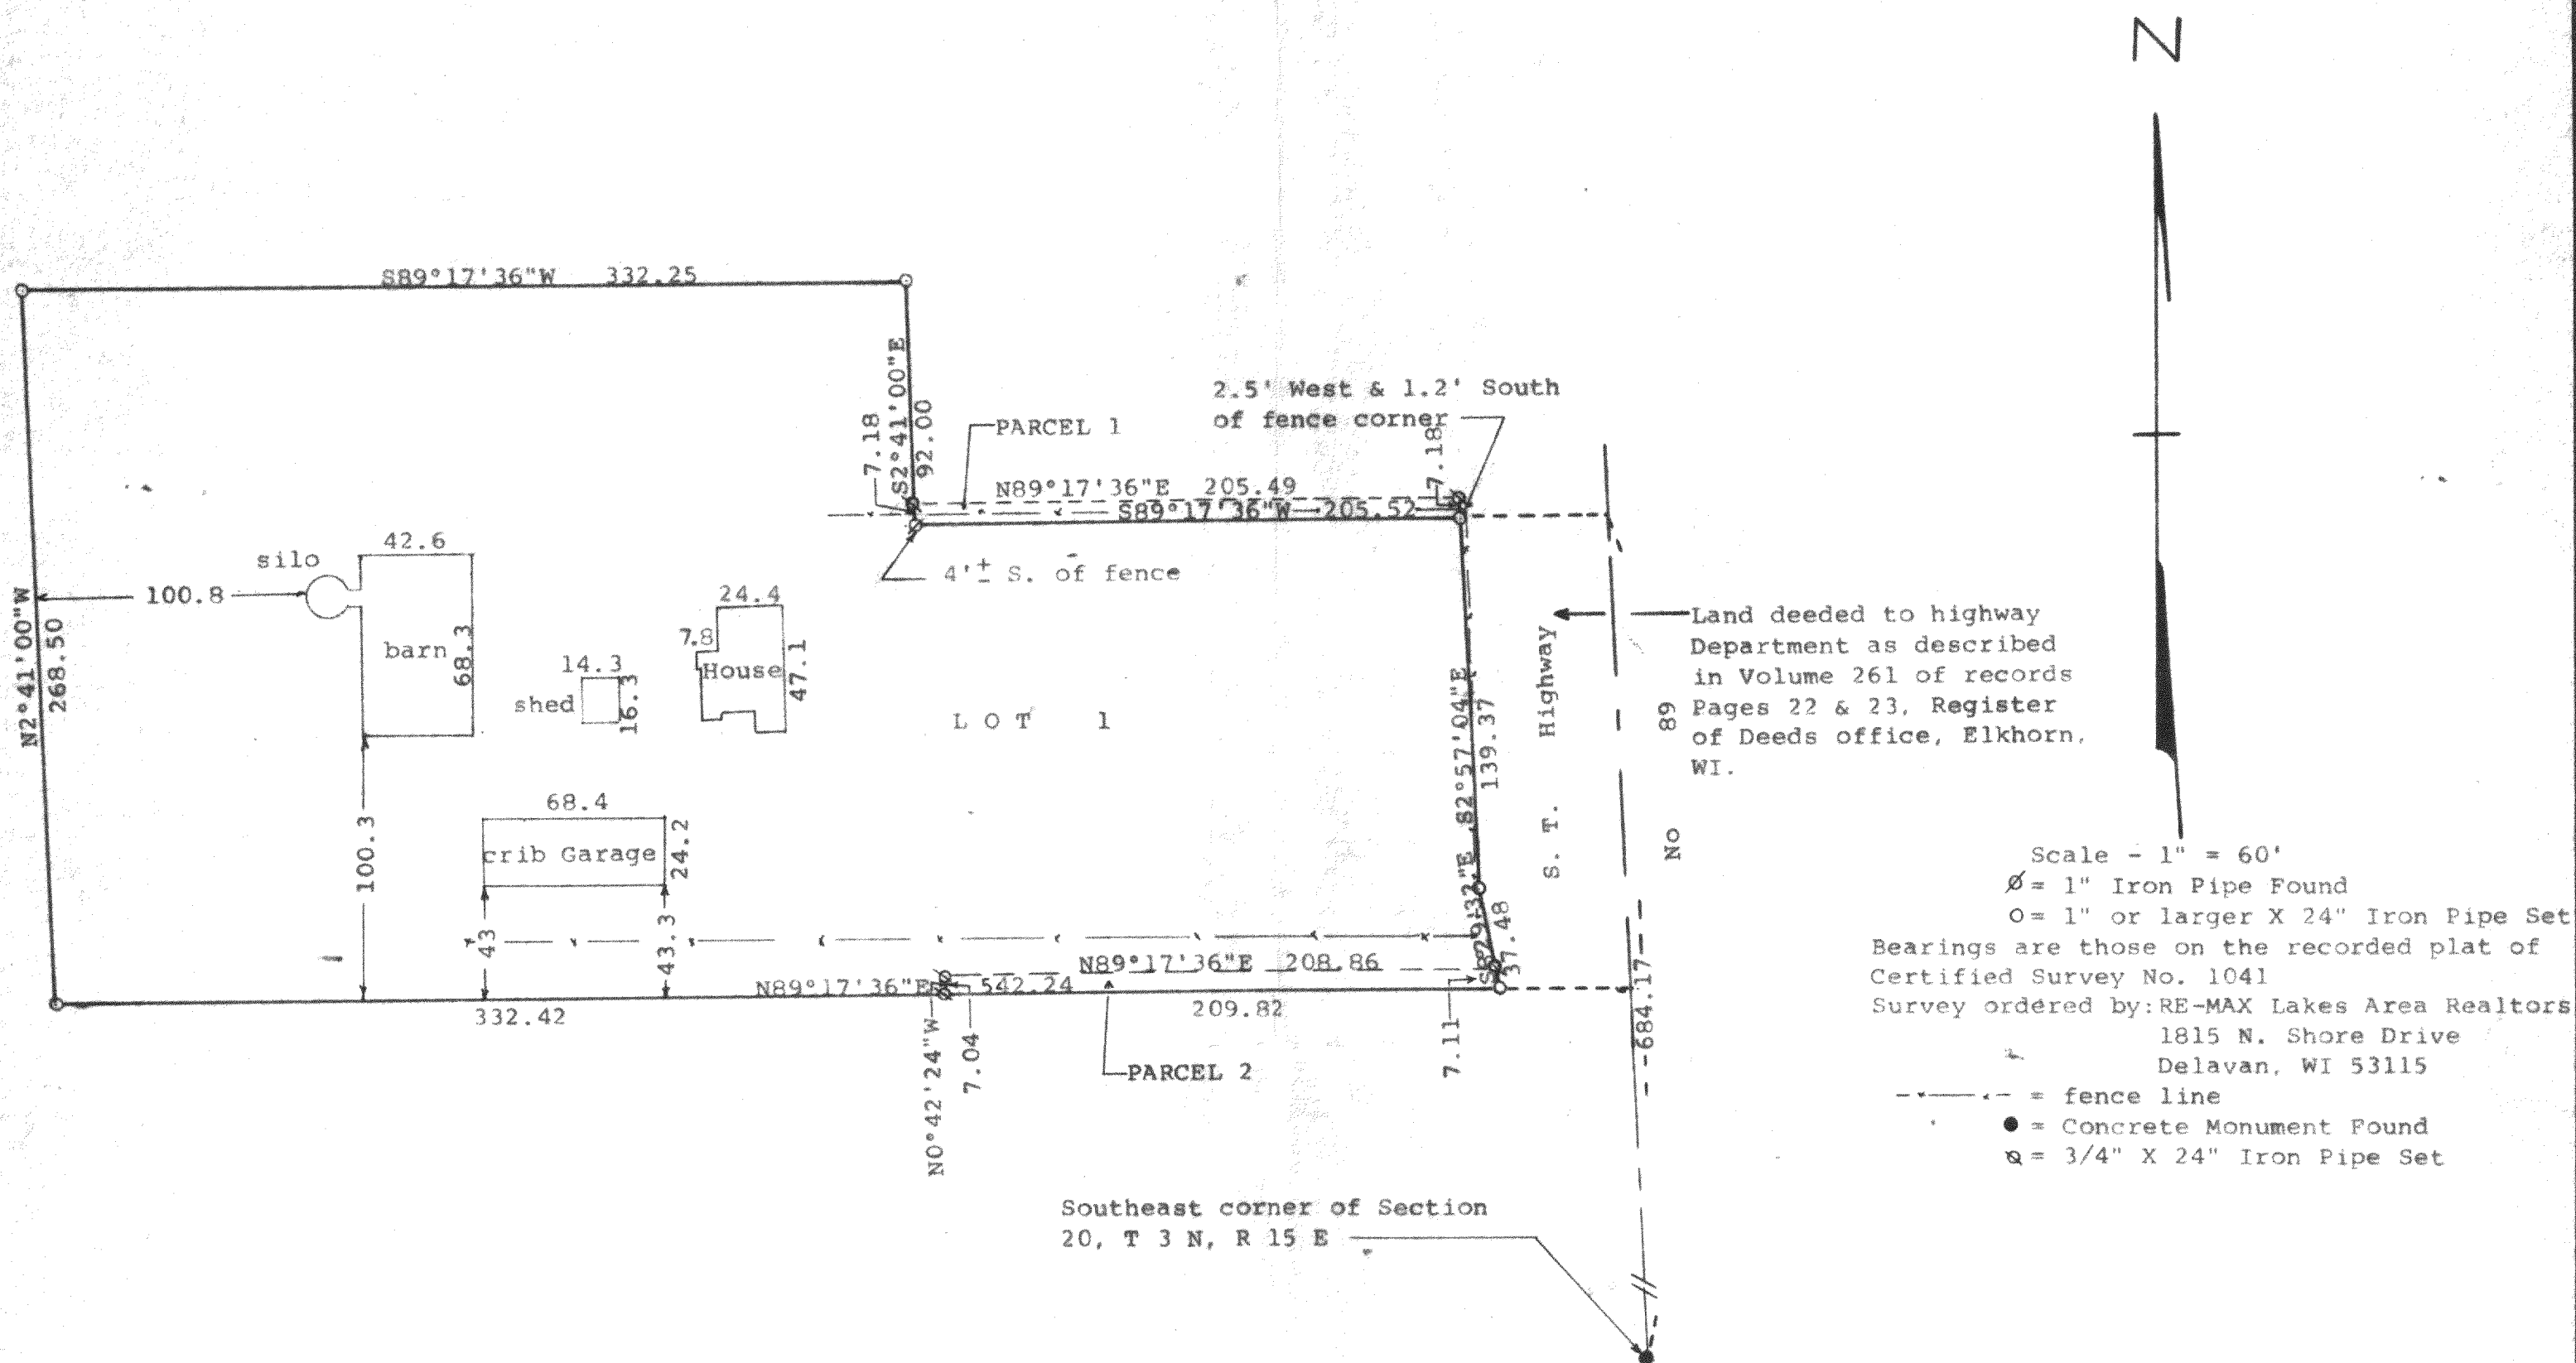 N
S89°17'36"W 332.25
S2°41'00"E
92.00
7.18
2.5' West & 1.2' South
of fence corner
7.18
PARCEL 1
N89°17'36"E 205.49
S89°17'36"W 205.52
4'± S. of fence
silo
42.6
100.8
barn
68.3
N2°41'00"W
268.50
14.3
shed
16.3
24.4
7.8
House
47.1
LOT 1
S2°57'04"E
139.37
S. T. Highway
No 89
Land deeded to highway
Department as described
in Volume 261 of records
Pages 22 & 23, Register
of Deeds office, Elkhorn,
WI.
68.4
crib Garage
24.2
100.3
43
43.3
37.48
N89°17'36"E 208.86
N89°17'36"E 542.24
332.42
209.82
N0°42'24"W
7.04
7.11
PARCEL 2
684.17
Southeast corner of Section
20, T 3 N, R 15 E
Scale - 1" = 60'
= 1" Iron Pipe Found
= 1" or larger X 24" Iron Pipe Set
Bearings are those on the recorded plat of
Certified Survey No. 1041
Survey ordered by: RE-MAX Lakes Area Realtors
1815 N. Shore Drive
Delavan, WI 53115
= fence line
= Concrete Monument Found
= 3/4" X 24" Iron Pipe Set